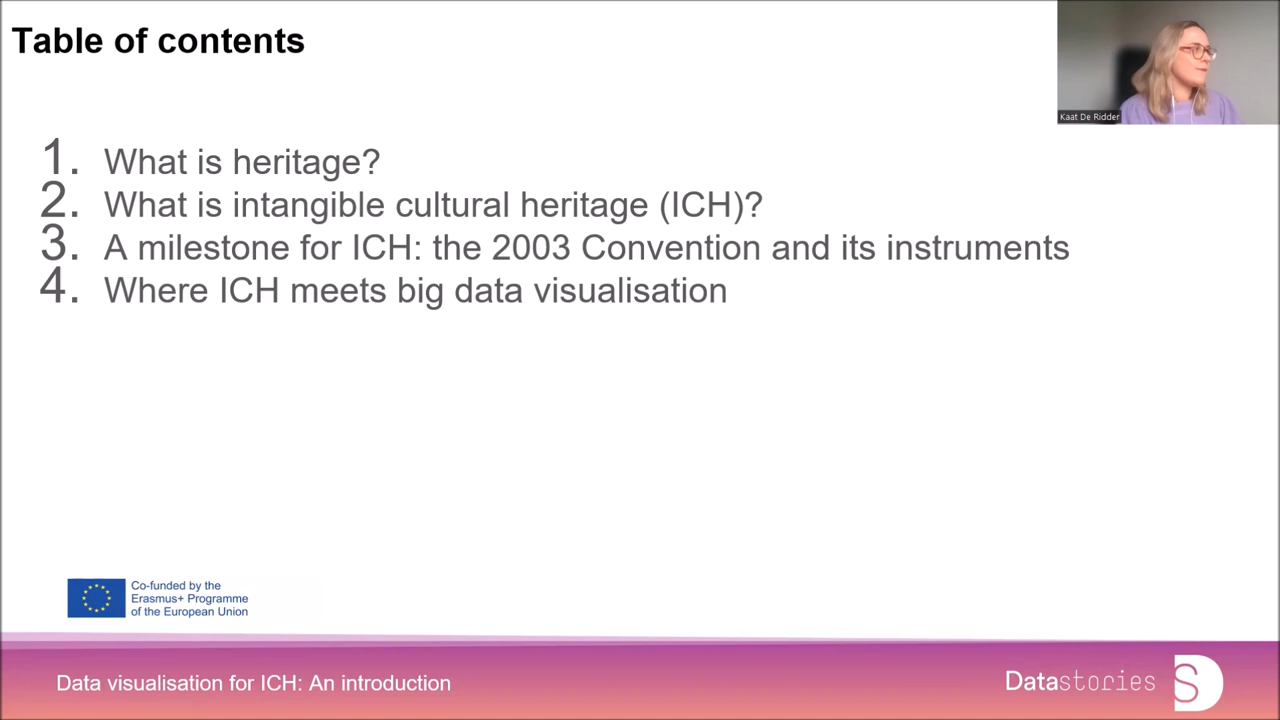 Table of contents
Kaat De Ridder
1. What is heritage?
2. What is intangible cultural heritage (ICH)?
3. A milestone for ICH: the 2003 Convention and its instruments
4. Where ICH meets big data visualisation
Co-funded by the
Erasmus+ Programme
of the European Union
Data visualisation for ICH: An introduction
Datastories
DS